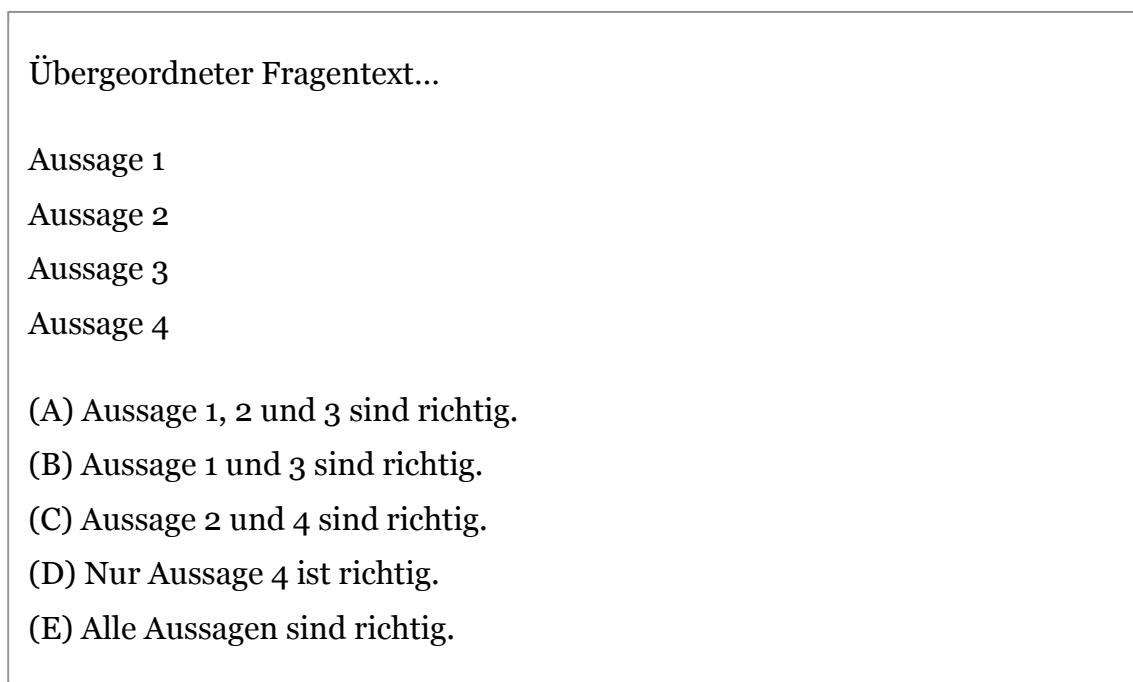 Übergeordneter Fragentext...
Aussage 1
Aussage 2
Aussage 3
Aussage 4
(A) Aussage 1, 2 und 3 sind richtig.
(B) Aussage 1 und 3 sind richtig.
(C) Aussage 2 und 4 sind richtig.
(D) Nur Aussage 4 ist richtig.
(E) Alle Aussagen sind richtig.